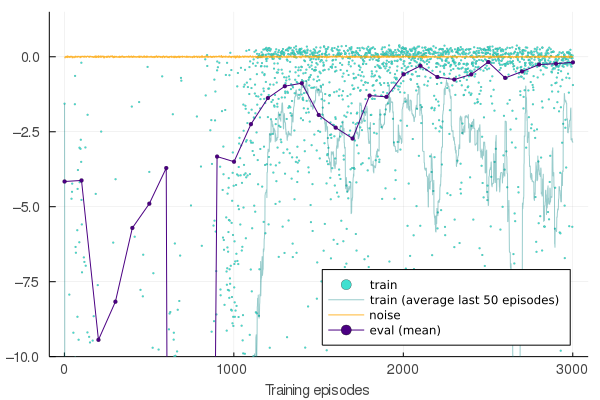 0.0
−2.5
−5.0
−7.5
−10.0
train
train (average last 50 episodes)
noise
eval (mean)
0 1000 2000 3000
Training episodes